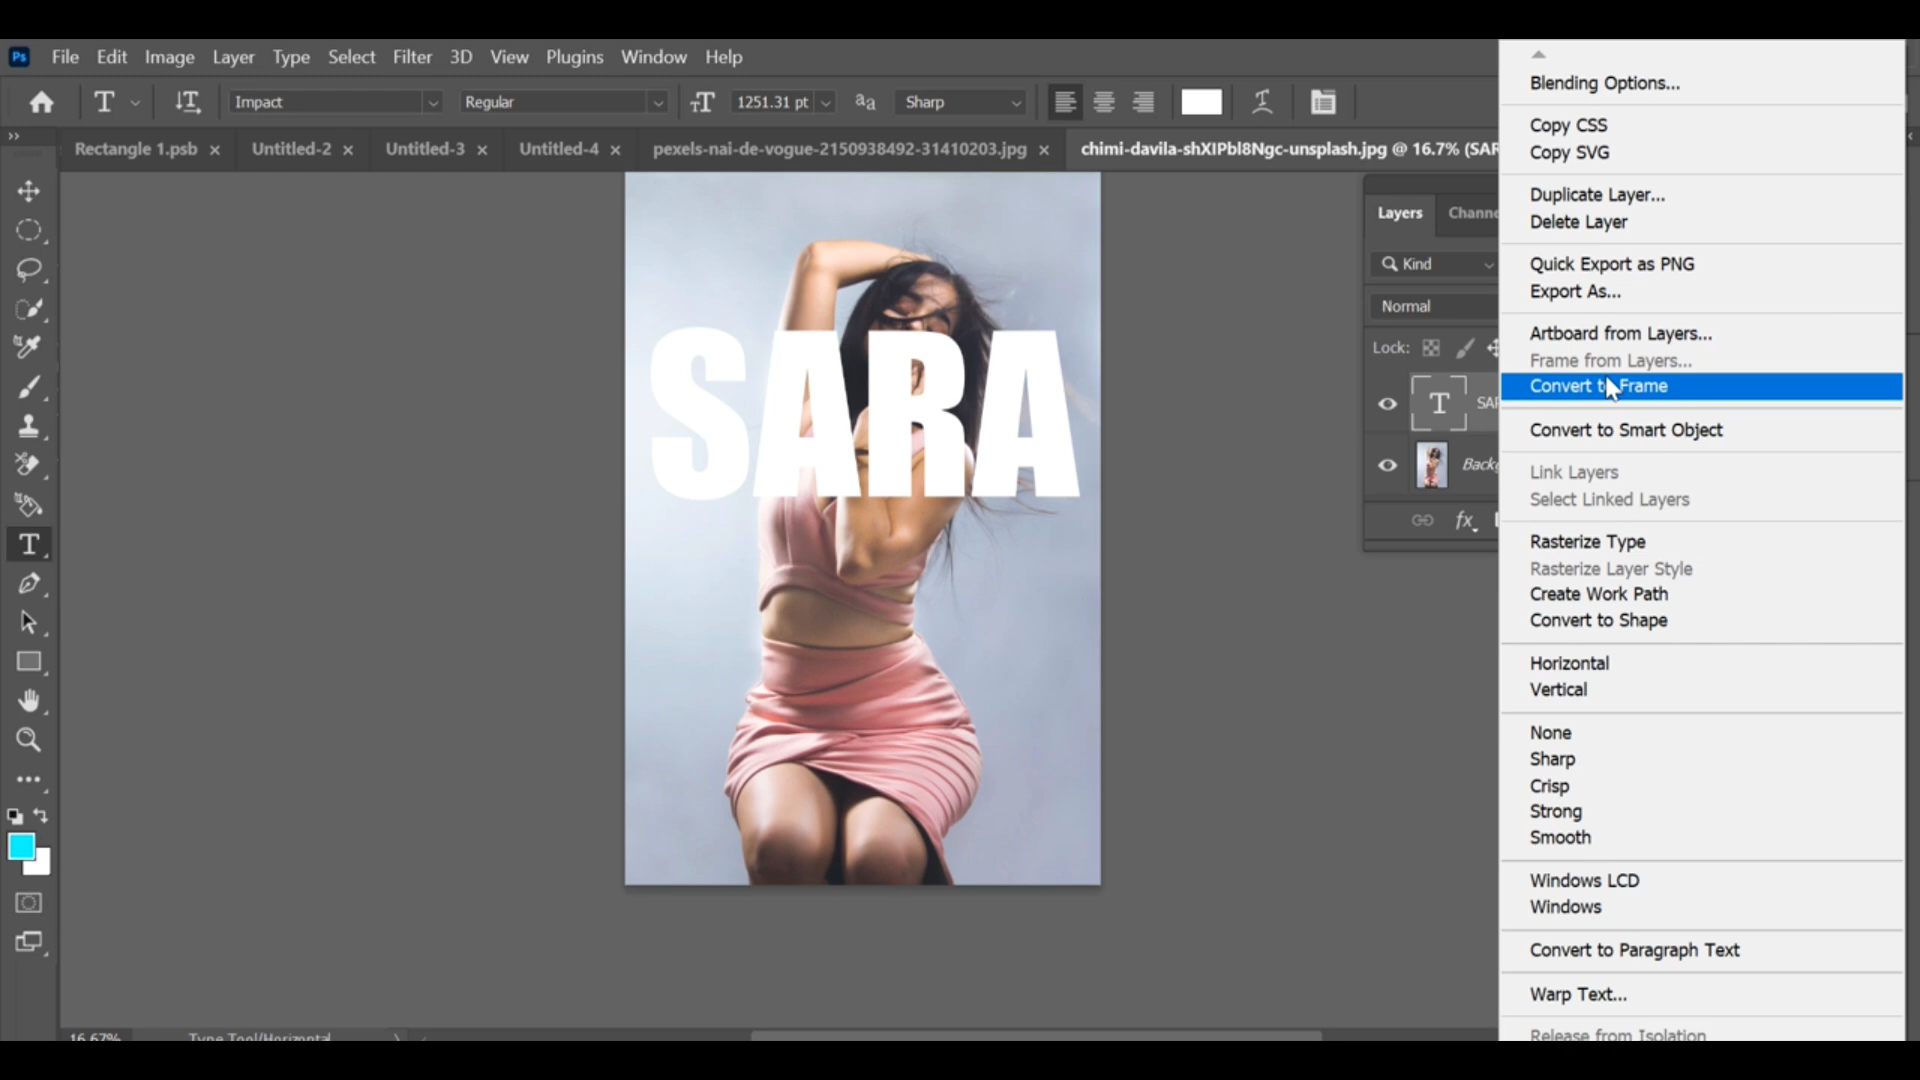 Ps File Edit Image Layer Type Select Filter 3D View Plugins Window Help
T IT Impact Regular TT 1251.31 pt aa Sharp
Rectangle 1.psb × Untitled-2 × Untitled-3 × Untitled-4 × pexels-nai-de-vogue-2150938492-31410203.jpg × chimi-davila-shXIPbl8Ngc-unsplash.jpg @ 16.7% (SAR
SARA
T
16.67% Type Tool/Horizontal
Layers Channe
Kind
Normal
Lock:
T SAR
Backg
fx
Blending Options...
Copy CSS
Copy SVG
Duplicate Layer...
Delete Layer
Quick Export as PNG
Export As...
Artboard from Layers...
Frame from Layers...
Convert to Frame
Convert to Smart Object
Link Layers
Select Linked Layers
Rasterize Type
Rasterize Layer Style
Create Work Path
Convert to Shape
Horizontal
Vertical
None
Sharp
Crisp
Strong
Smooth
Windows LCD
Windows
Convert to Paragraph Text
Warp Text...
Release from Isolation